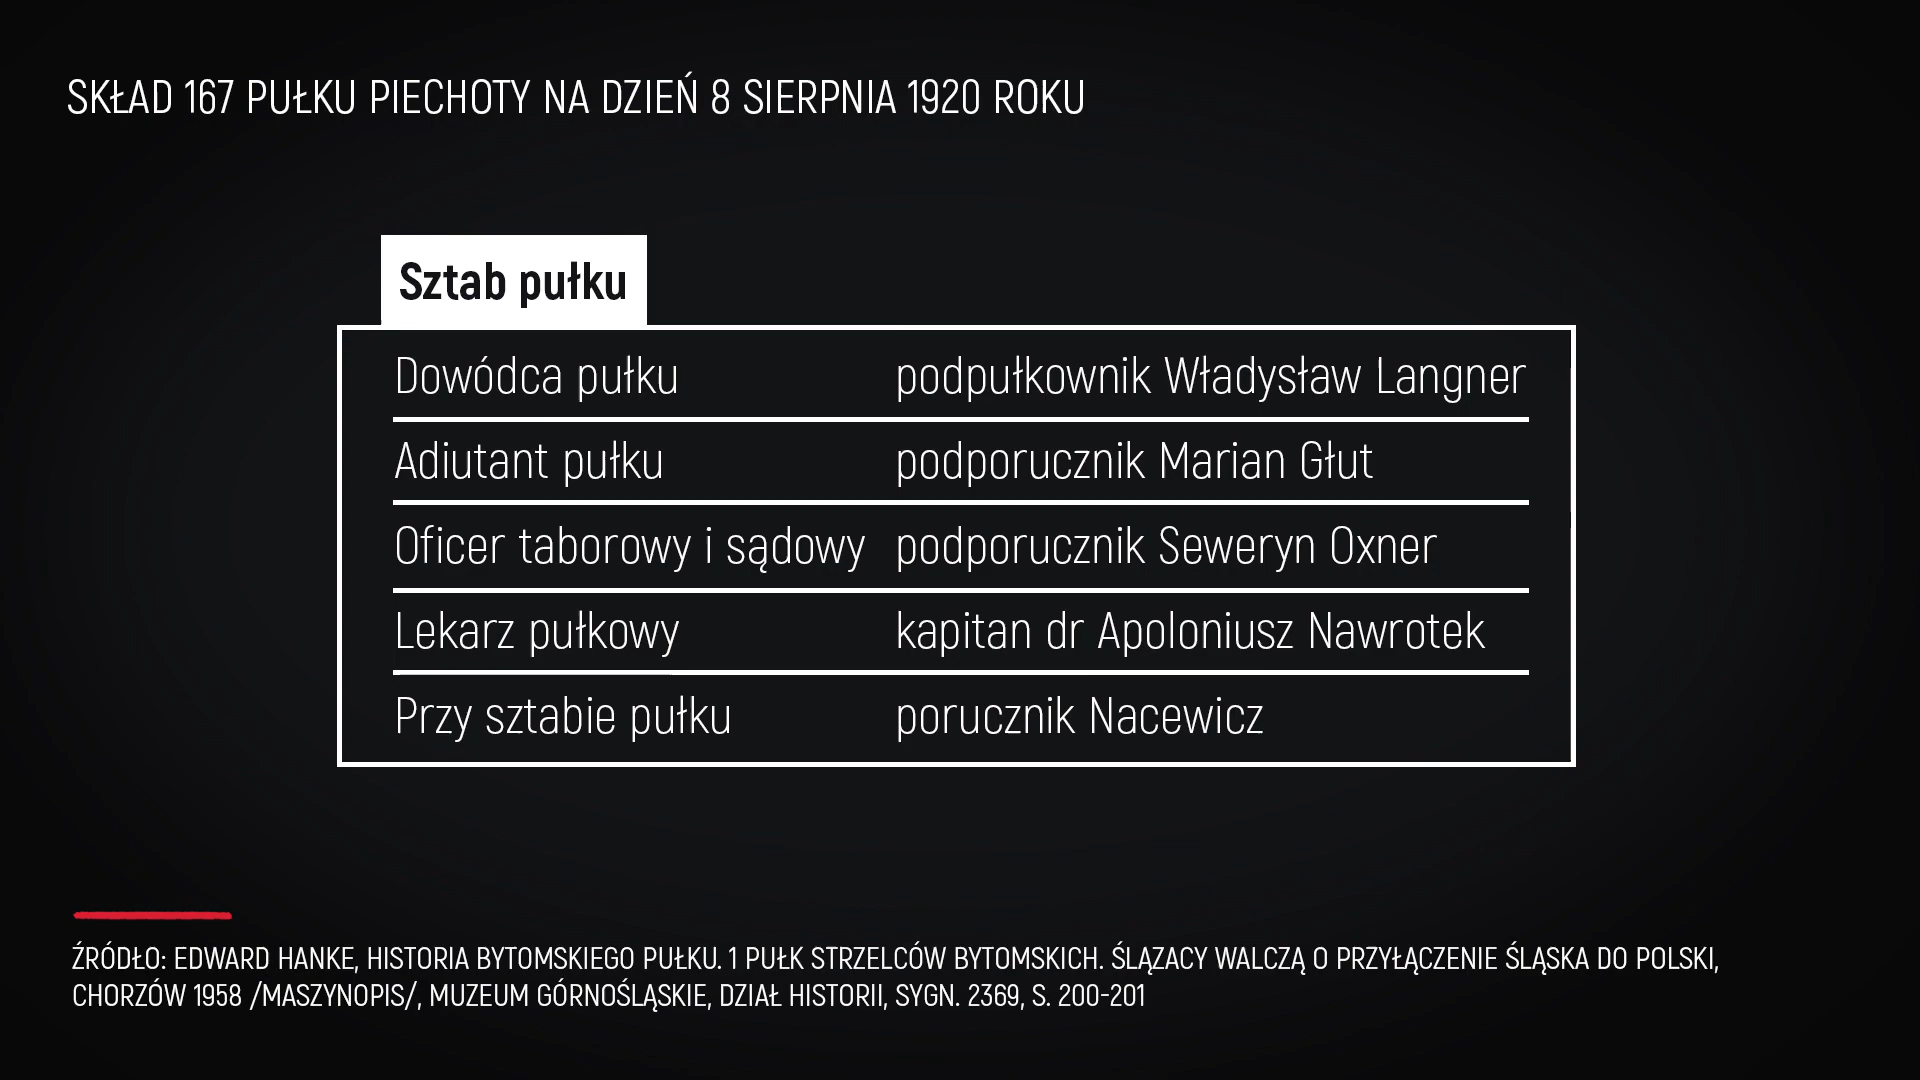 SKŁAD 167 PUŁKU PIECHOTY NA DZIEŃ 8 SIERPNIA 1920 ROKU
Sztab pułku
Dowódca pułku podpułkownik Władysław Langner
Adiutant pułku podporucznik Marian Głut
Oficer taborowy i sądowy podporucznik Seweryn Oxner
Lekarz pułkowy kapitan dr Apoloniusz Nawrotek
Przy sztabie pułku porucznik Nacewicz
ŹRÓDŁO: EDWARD HANKE, HISTORIA BYTOMSKIEGO PUŁKU. 1 PUŁK STRZELCÓW BYTOMSKICH. ŚLĄZACY WALCZĄ O PRZYŁĄCZENIE ŚLĄSKA DO POLSKI,
CHORZÓW 1958 /MASZYNOPIS/, MUZEUM GÓRNOŚLĄSKIE, DZIAŁ HISTORII, SYGN. 2369, S. 200-201